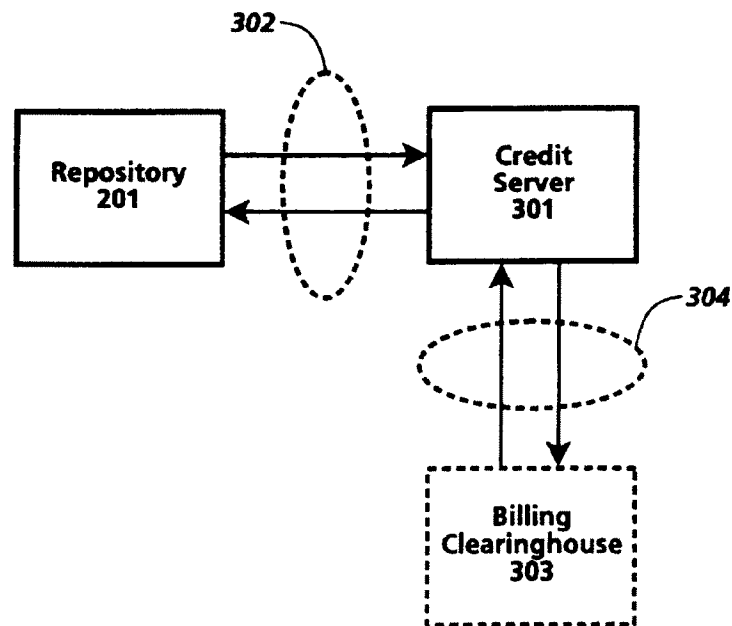 302
Repository
201
Credit
Server
301
304
Billing
Clearinghouse
303